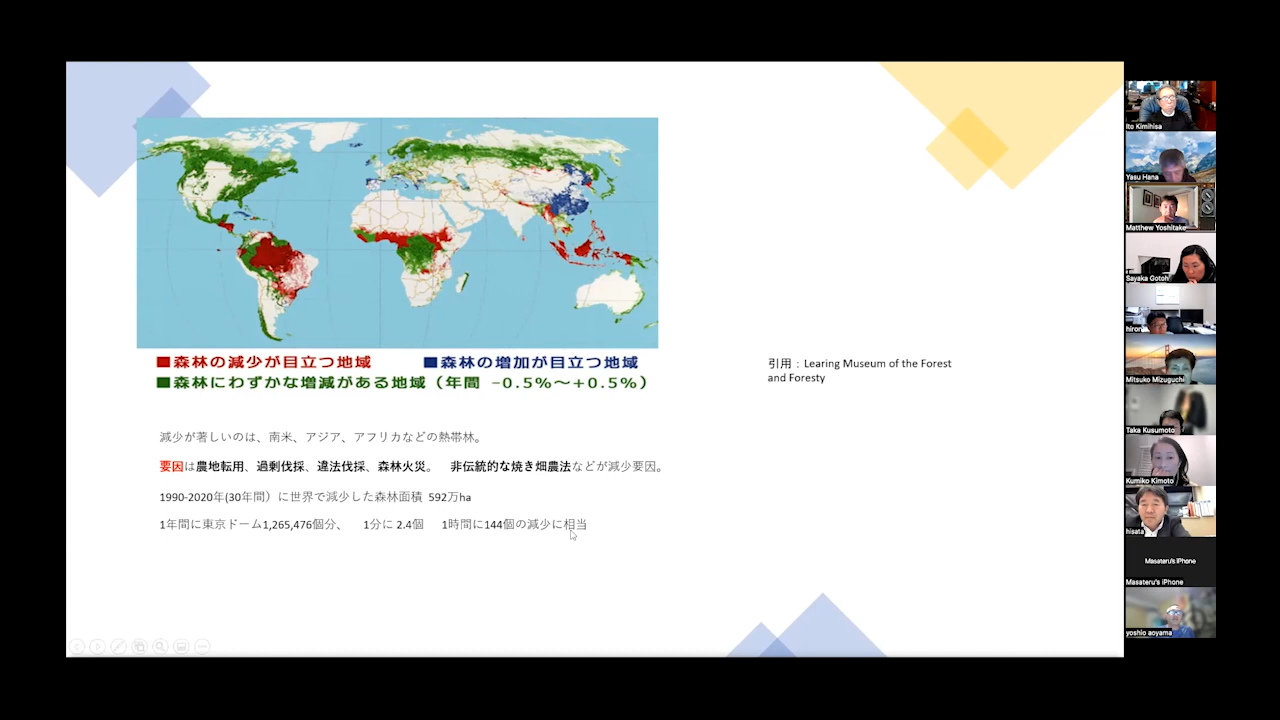 ■森林の減少が目立つ地域 ■森林の増加が目立つ地域
■森林にわずかな増減がある地域（年間 −0.5%〜+0.5%）
減少が著しいのは、南米、アジア、アフリカなどの熱帯林。
要因は農地転用、過剰伐採、違法伐採、森林火災。 非伝統的な焼き畑農法などが減少要因。
1990-2020年(30年間）に世界で減少した森林面積 592万ha
1年間に東京ドーム1,265,476個分、 1分に 2.4個 1時間に144個の減少に相当
引用：Learing Museum of the Forest
and Foresty
Ito Kimihisa
Yasu Hana
Matthew Yoshitake
Sayaka Gotoh
hiron
Mitsuko Mizuguchi
Taka Kusumoto
Kumiko Kimoto
hisata
Masateru's iPhone
Masateru's iPhone
yoshio aoyama